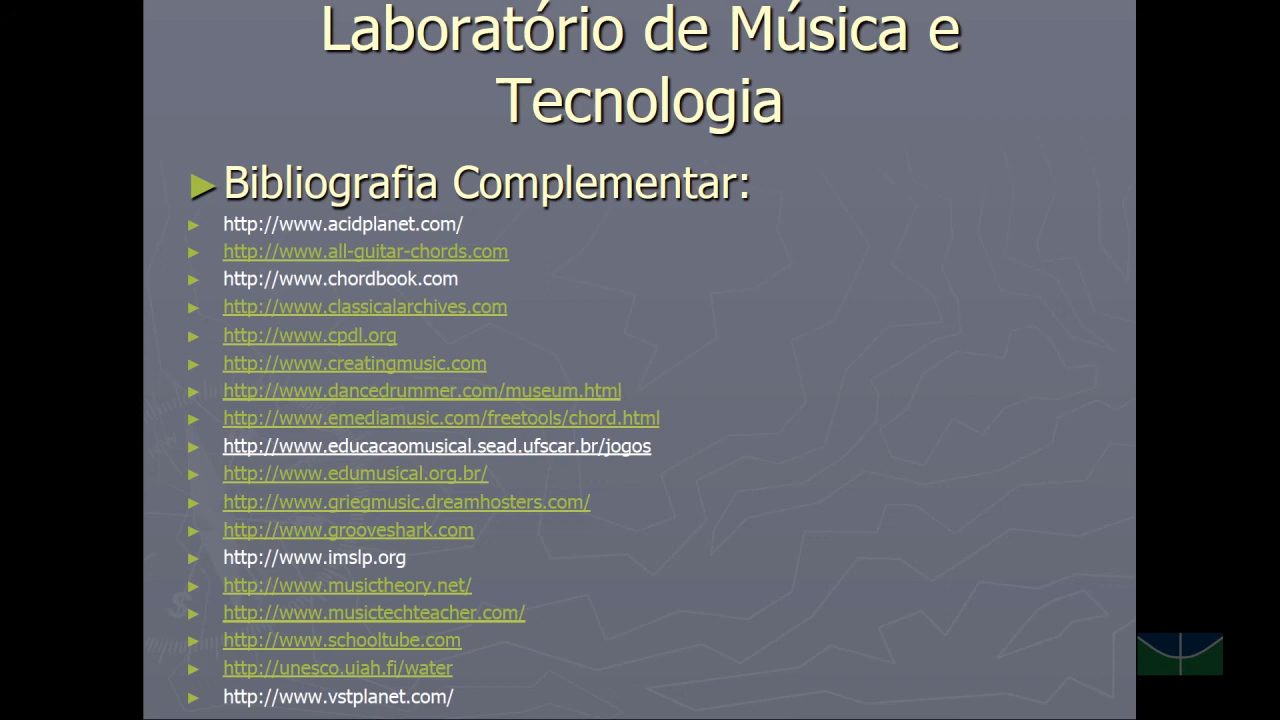 Laboratório de Música e
Tecnologia
Bibliografia Complementar:
http://www.acidplanet.com/
http://www.all-guitar-chords.com
http://www.chordbook.com
http://www.classicalarchives.com
http://www.cpdl.org
http://www.creatingmusic.com
http://www.dancedrummer.com/museum.html
http://www.emediamusic.com/freetools/chord.html
http://www.educacaomusical.sead.ufscar.br/jogos
http://www.edumusical.org.br/
http://www.griegmusic.dreamhosters.com/
http://www.grooveshark.com
http://www.imslp.org
http://www.musictheory.net/
http://www.musictechteacher.com/
http://www.schooltube.com
http://unesco.uiah.fi/water
http://www.vstplanet.com/